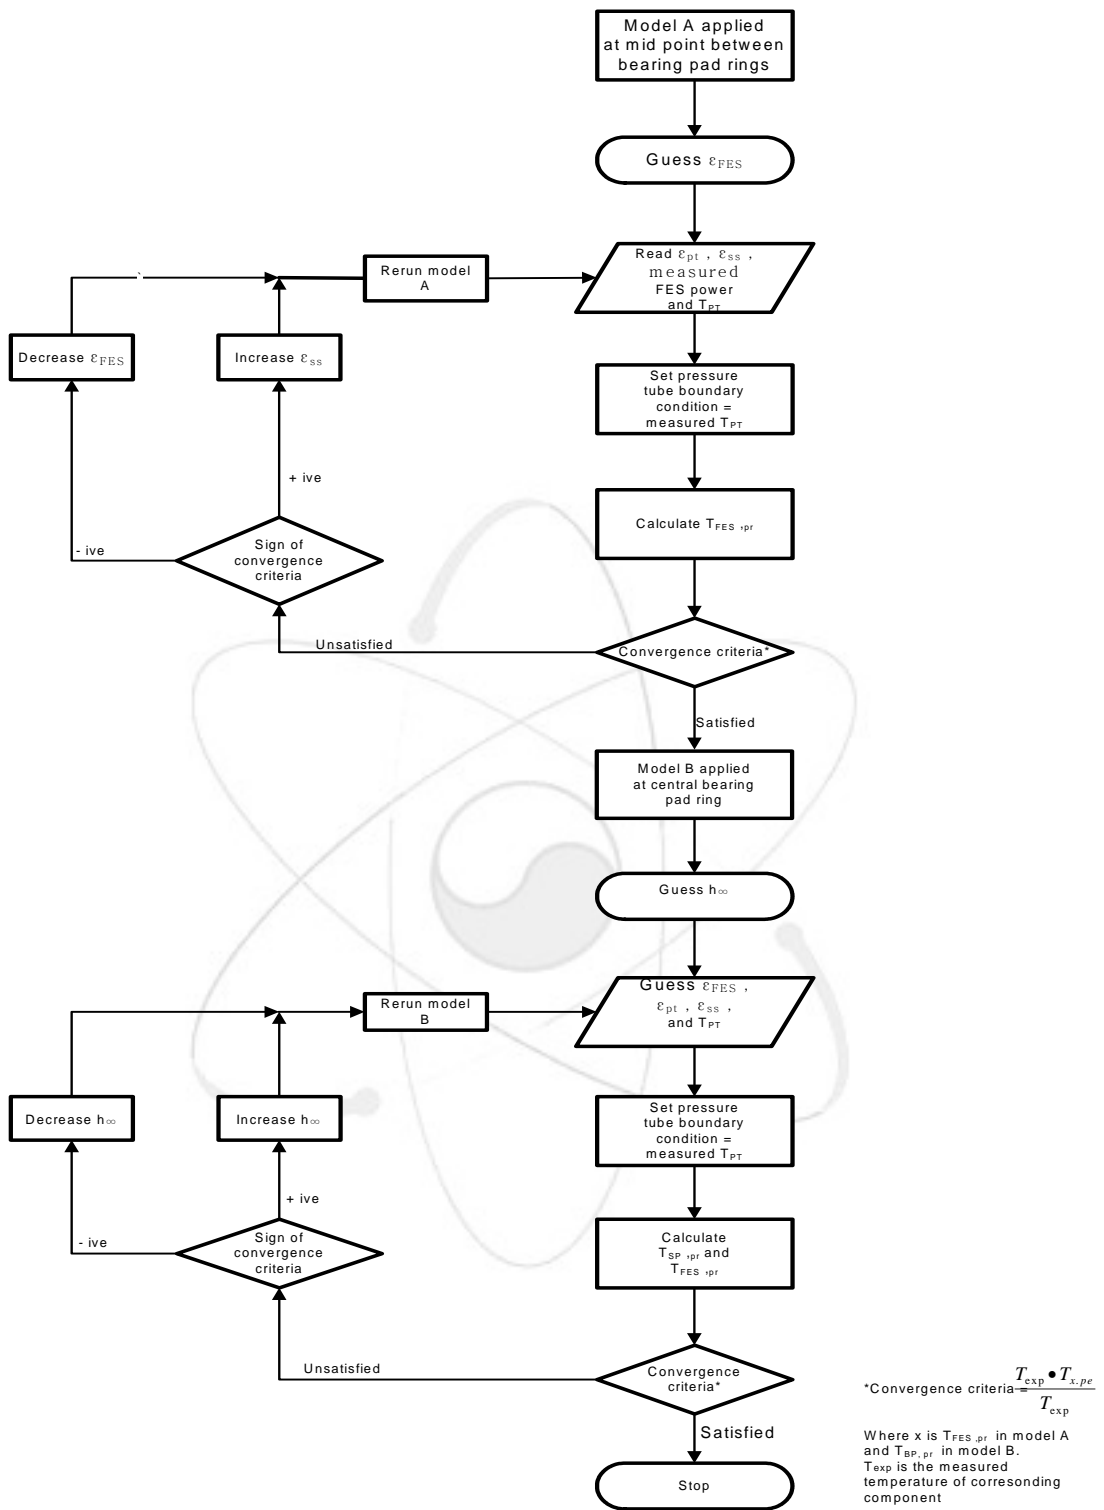 Model A applied
at mid point between
bearing pad rings
Guess εFES
Read εpt , εss ,
measured
FES power
and TPT
Rerun model
A
Decrease εFES
Increase εss
Set pressure
tube boundary
condition =
measured TPT
+ ive
Calculate TFES ,pr
- ive
Sign of
convergence
criteria
Unsatisfied
Convergence criteria*
Satisfied
Model B applied
at central bearing
pad ring
Guess h∞
Guess εFES ,
εpt , εss ,
and TPT
Rerun model
B
Decrease h∞
Increase h∞
Set pressure
tube boundary
condition =
measured TPT
+ ive
- ive
Sign of
convergence
criteria
Calculate
TSP ,pr and
TFES ,pr
Unsatisfied
Convergence
criteria*
Satisfied
Stop
*Convergence criteria = Texp • Tx.pe / Texp
Where x is TFES ,pr in model A
and TBP, pr in model B.
Texp is the measured
temperature of corresonding
component